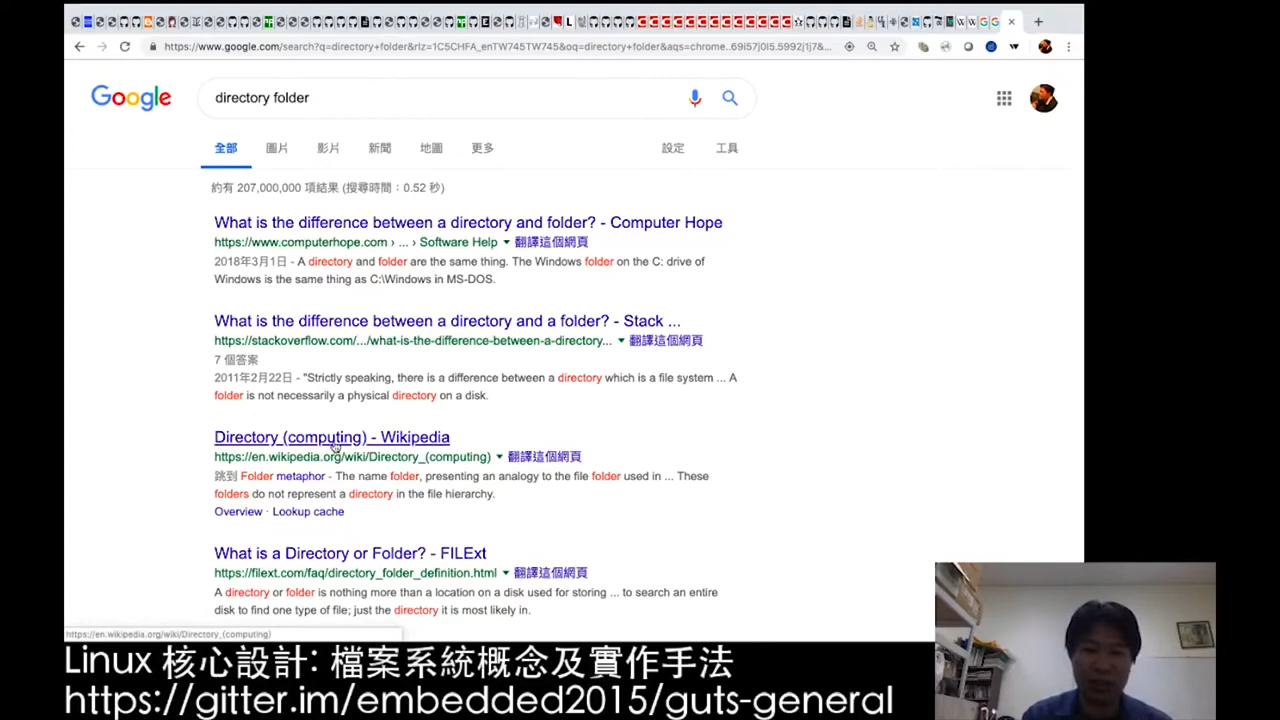 https://www.google.com/search?q=directory+folder&rlz=1C5CHFA_enTW745TW745&oq=directory+folder&aqs=chrome..69i57j0l5.5992j1j7&...
Google
directory folder
全部 圖片 影片 新聞 地圖 更多 設定 工具
約有 207,000,000 項結果 (搜尋時間：0.52 秒)
What is the difference between a directory and folder? - Computer Hope
https://www.computerhope.com › ... › Software Help ▼ 翻譯這個網頁
2018年3月1日 - A directory and folder are the same thing. The Windows folder on the C: drive of
Windows is the same thing as C:\Windows in MS-DOS.
What is the difference between a directory and a folder? - Stack ...
https://stackoverflow.com/.../what-is-the-difference-between-a-directory... ▼ 翻譯這個網頁
7 個答案
2011年2月22日 - "Strictly speaking, there is a difference between a directory which is a file system ... A
folder is not necessarily a physical directory on a disk.
Directory (computing) - Wikipedia
https://en.wikipedia.org/wiki/Directory_(computing) ▼ 翻譯這個網頁
跳到 Folder metaphor - The name folder, presenting an analogy to the file folder used in ... These
folders do not represent a directory in the file hierarchy.
Overview · Lookup cache
What is a Directory or Folder? - FILExt
https://filext.com/faq/directory_folder_definition.html ▼ 翻譯這個網頁
A directory or folder is nothing more than a location on a disk used for storing ... to search an entire
disk to find one type of file; just the directory it is most likely in.
https://en.wikipedia.org/wiki/Directory_(computing)
Linux 核心設計: 檔案系統概念及實作手法
https://gitter.im/embedded2015/guts-general